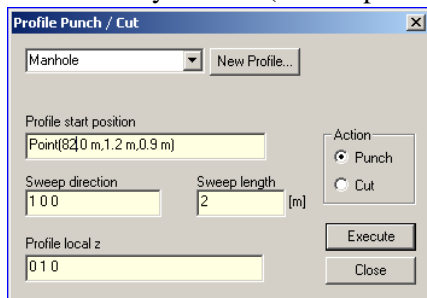 Profile Punch / Cut
Manhole
New Profile...
Profile start position
Point(82.0 m,1.2 m,0.9 m)
Action
Punch
Cut
Sweep direction
Sweep length
1 0 0
2
[m]
Execute
Profile local z
0 1 0
Close